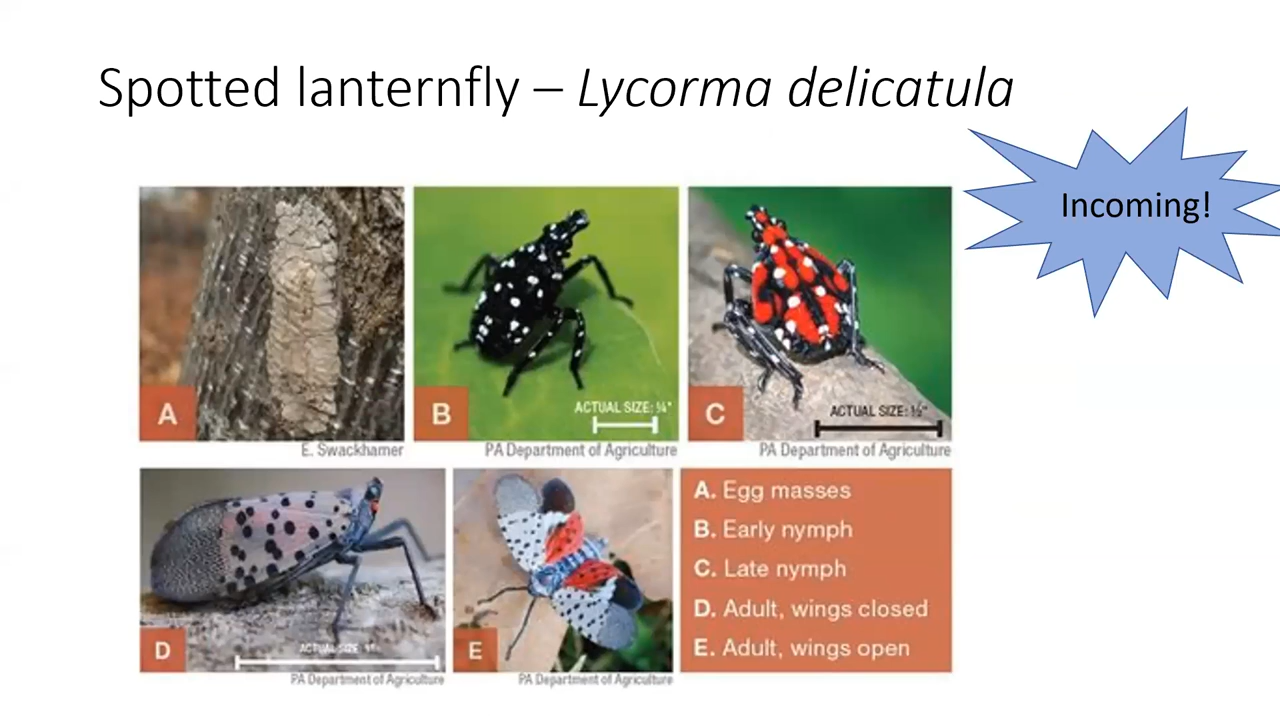 Spotted lanternfly – Lycorma delicatula
Incoming!
A
E. Swackhamer
B
ACTUAL SIZE: ¼"
PA Department of Agriculture
C
ACTUAL SIZE: ½"
PA Department of Agriculture
D
ACTUAL SIZE
PA Department of Agriculture
E
PA Department of Agriculture
A. Egg masses
B. Early nymph
C. Late nymph
D. Adult, wings closed
E. Adult, wings open